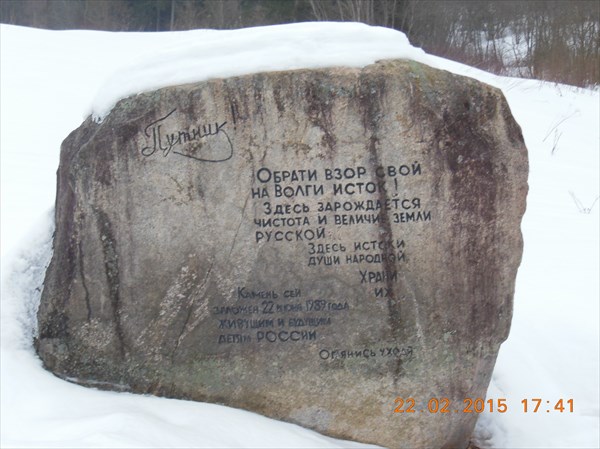 Путник
Обрати взор свой
на Волги исток!
Здесь зарождается
чистота и величие земли
русской.
Здесь истоки
души народной.
Храни
их
Камень сей
заложен 22 июня 1989 года
живущим и будущим
детям РОССИИ
Оглянись уходя
22 02 2015 17:41